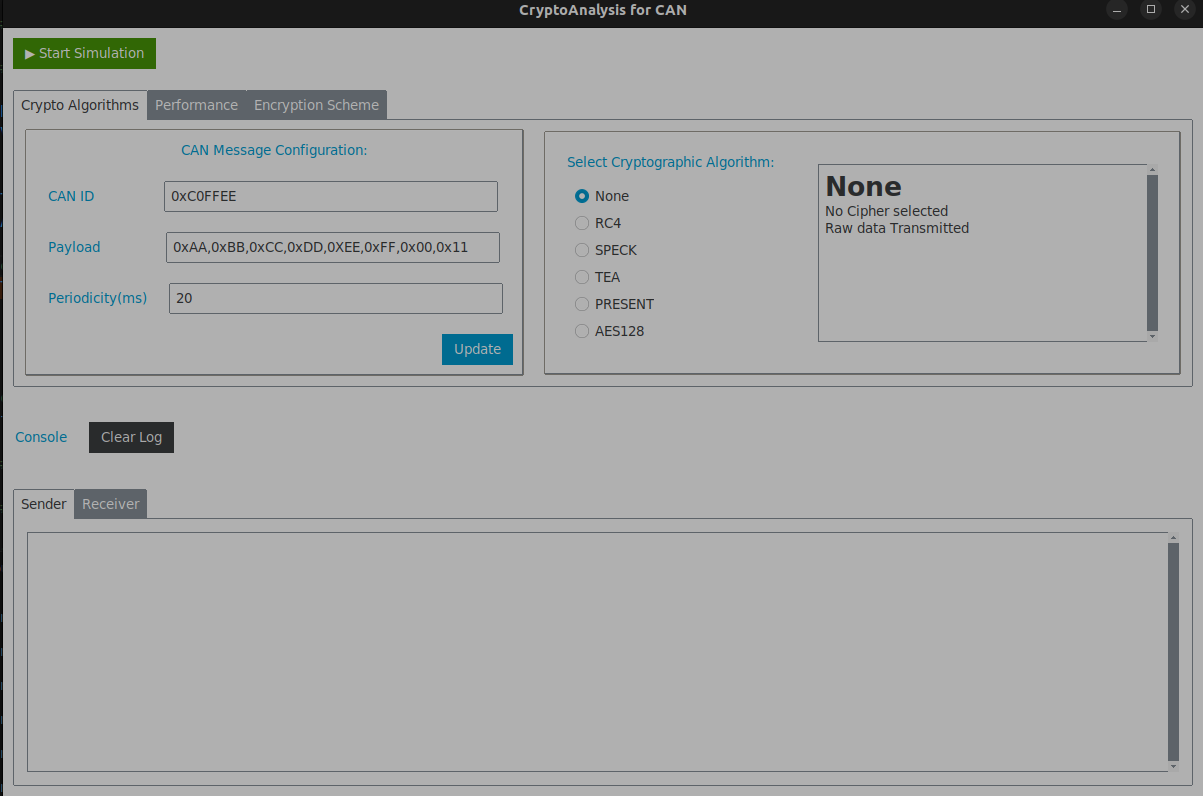 CryptoAnalysis for CAN
▶ Start Simulation
Crypto Algorithms
Performance
Encryption Scheme
CAN Message Configuration:
CAN ID
0xC0FFEE
Payload
0xAA,0xBB,0xCC,0xDD,0XEE,0xFF,0x00,0x11
Periodicity(ms)
20
Update
Select Cryptographic Algorithm:
None
RC4
SPECK
TEA
PRESENT
AES128
None
No Cipher selected
Raw data Transmitted
Console
Clear Log
Sender
Receiver